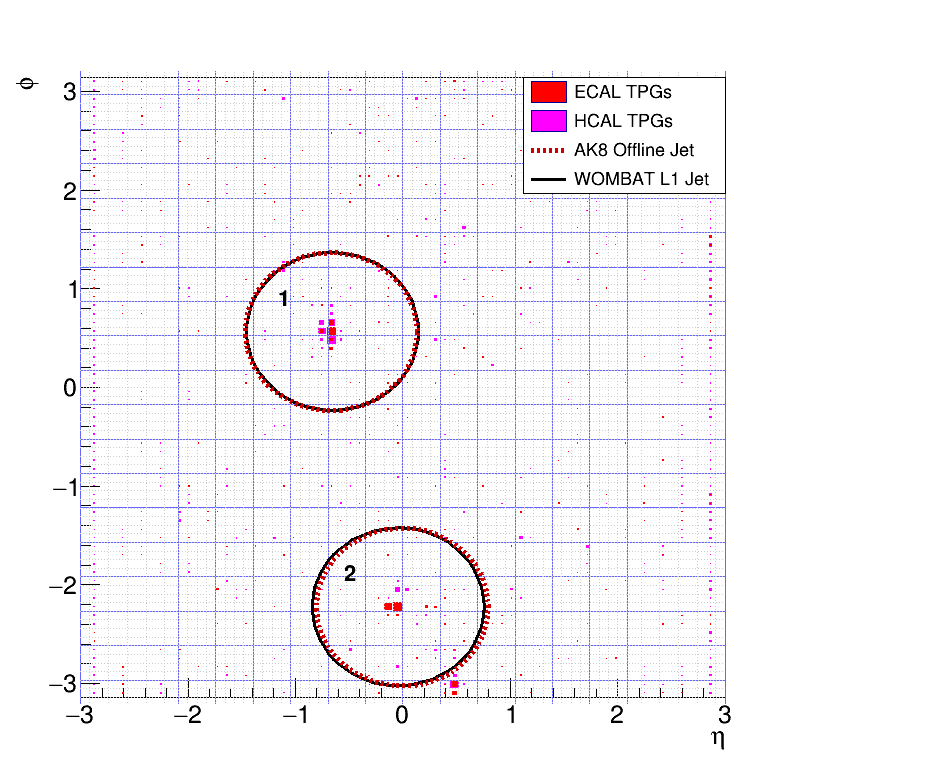 ϕ
3
2
1
0
−1
−2
−3
ECAL TPGs
HCAL TPGs
AK8 Offline Jet
WOMBAT L1 Jet
1
2
−3 −2 −1 0 1 2 3
η